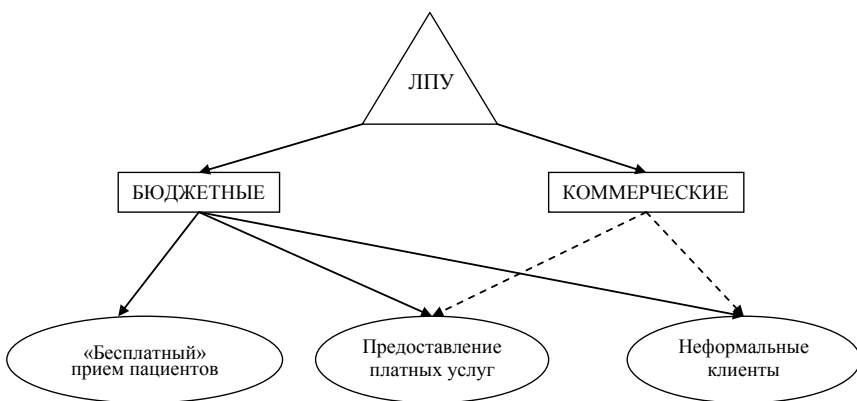 ЛПУ
БЮДЖЕТНЫЕ
КОММЕРЧЕСКИЕ
«Бесплатный»
прием пациентов
Предоставление
платных услуг
Неформальные
клиенты